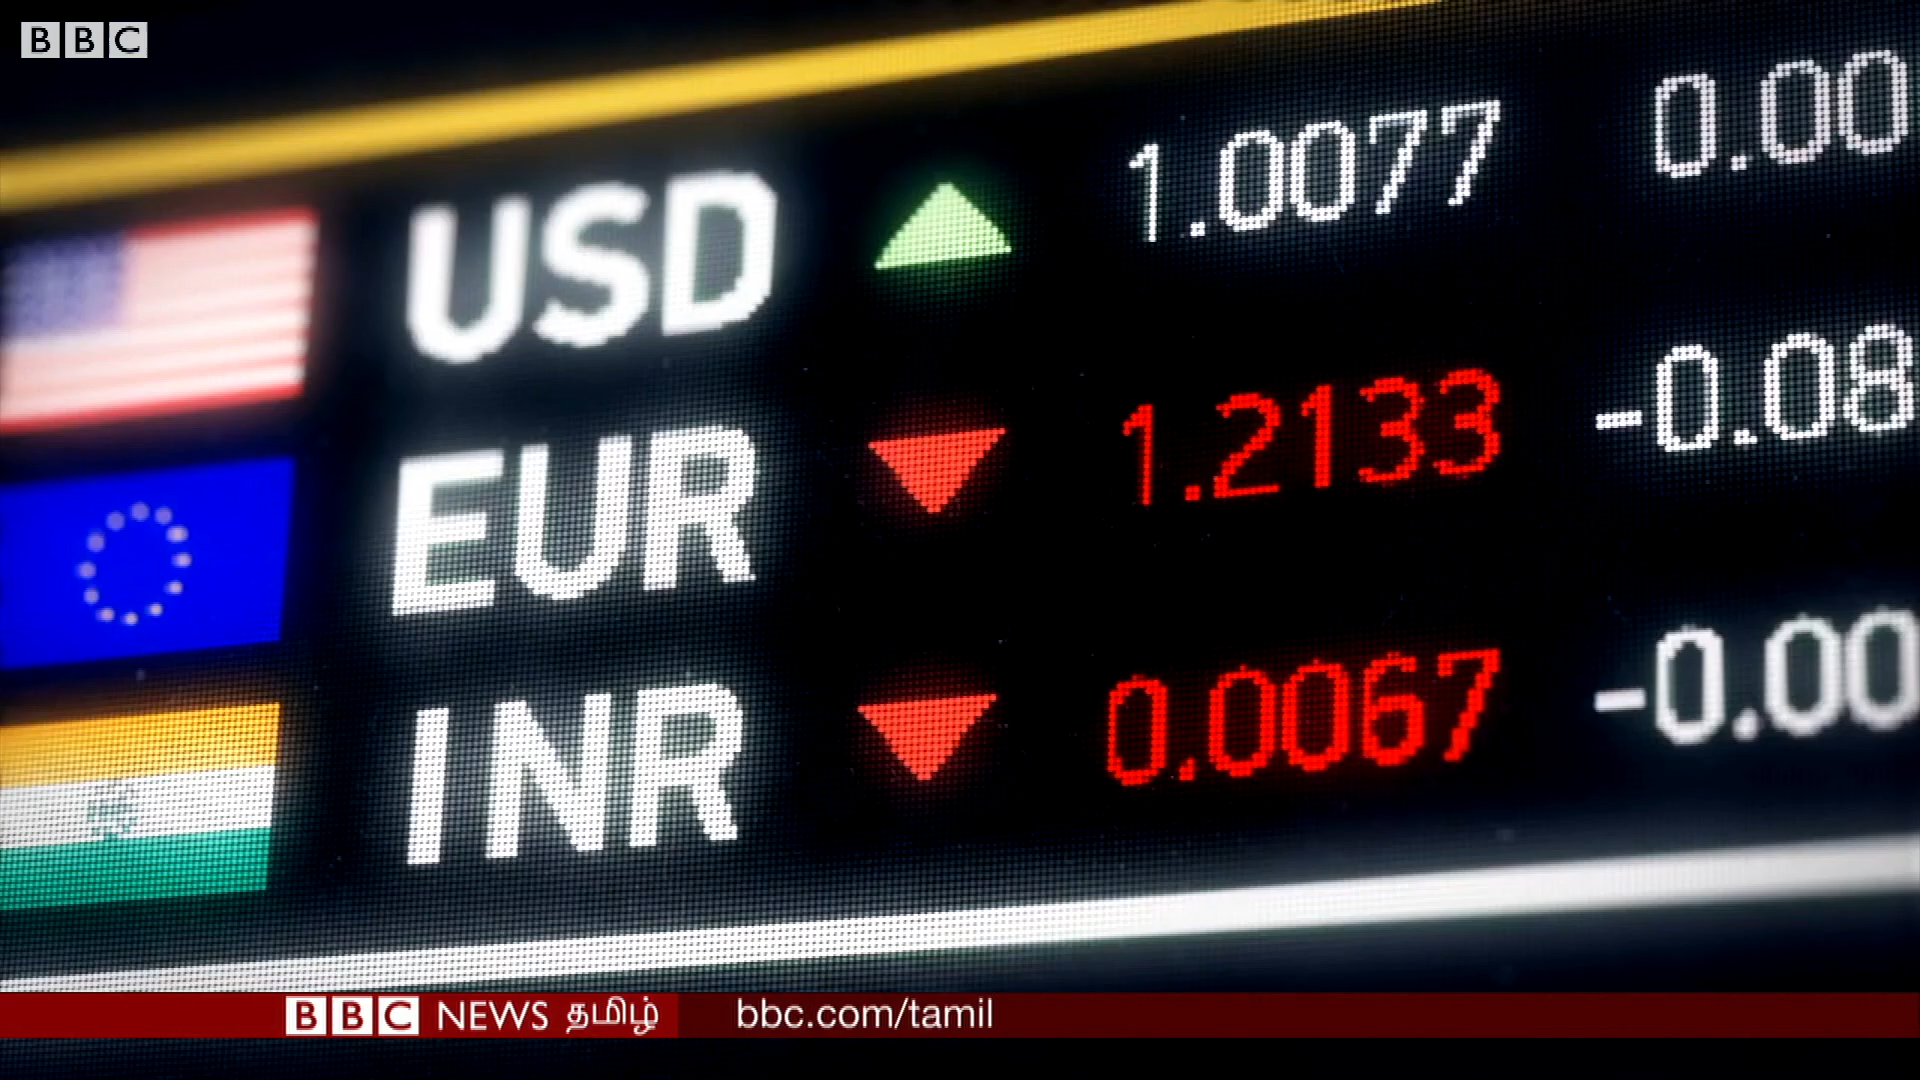 BBC
USD 1.0077 0.00
EUR 1.2133 -0.08
INR 0.0067 -0.00
BBC NEWS தமிழ் bbc.com/tamil